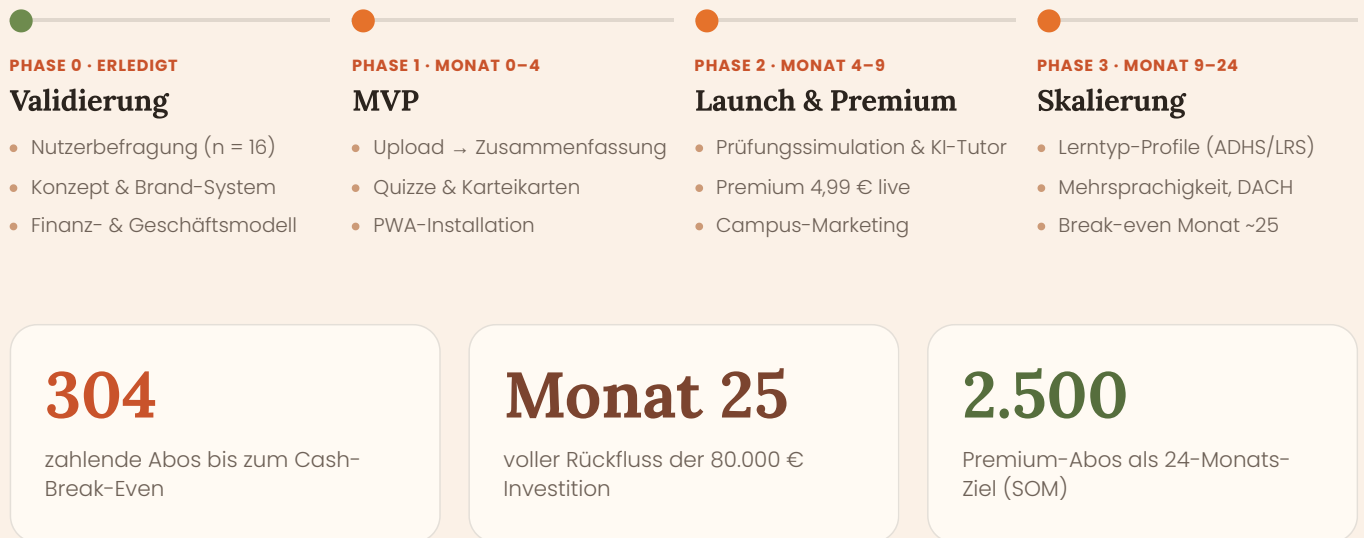 PHASE 0 · ERLEDIGT
Validierung
Nutzerbefragung (n = 16)
Konzept & Brand-System
Finanz- & Geschäftsmodell
PHASE 1 · MONAT 0–4
MVP
Upload → Zusammenfassung
Quizze & Karteikarten
PWA-Installation
PHASE 2 · MONAT 4–9
Launch & Premium
Prüfungssimulation & KI-Tutor
Premium 4,99 € live
Campus-Marketing
PHASE 3 · MONAT 9–24
Skalierung
Lerntyp-Profile (ADHS/LRS)
Mehrsprachigkeit, DACH
Break-even Monat ~25
304
zahlende Abos bis zum Cash-
Break-Even
Monat 25
voller Rückfluss der 80.000 €
Investition
2.500
Premium-Abos als 24-Monats-
Ziel (SOM)